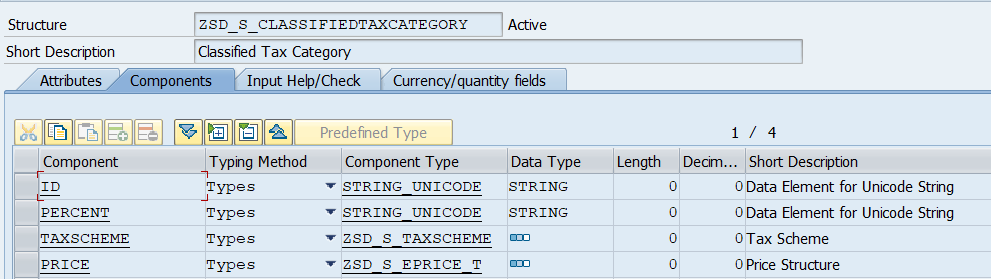 Structure ZSD_S_CLASSIFIEDTAXCATEGORY Active
Short Description Classified Tax Category
Attributes Components Input Help/Check Currency/quantity fields
Predefined Type 1 / 4
Component Typing Method Component Type Data Type Length Decim... Short Description
ID Types STRING_UNICODE STRING 0 0 Data Element for Unicode String
PERCENT Types STRING_UNICODE STRING 0 0 Data Element for Unicode String
TAXSCHEME Types ZSD_S_TAXSCHEME 0 0 Tax Scheme
PRICE Types ZSD_S_EPRICE_T 0 0 Price Structure